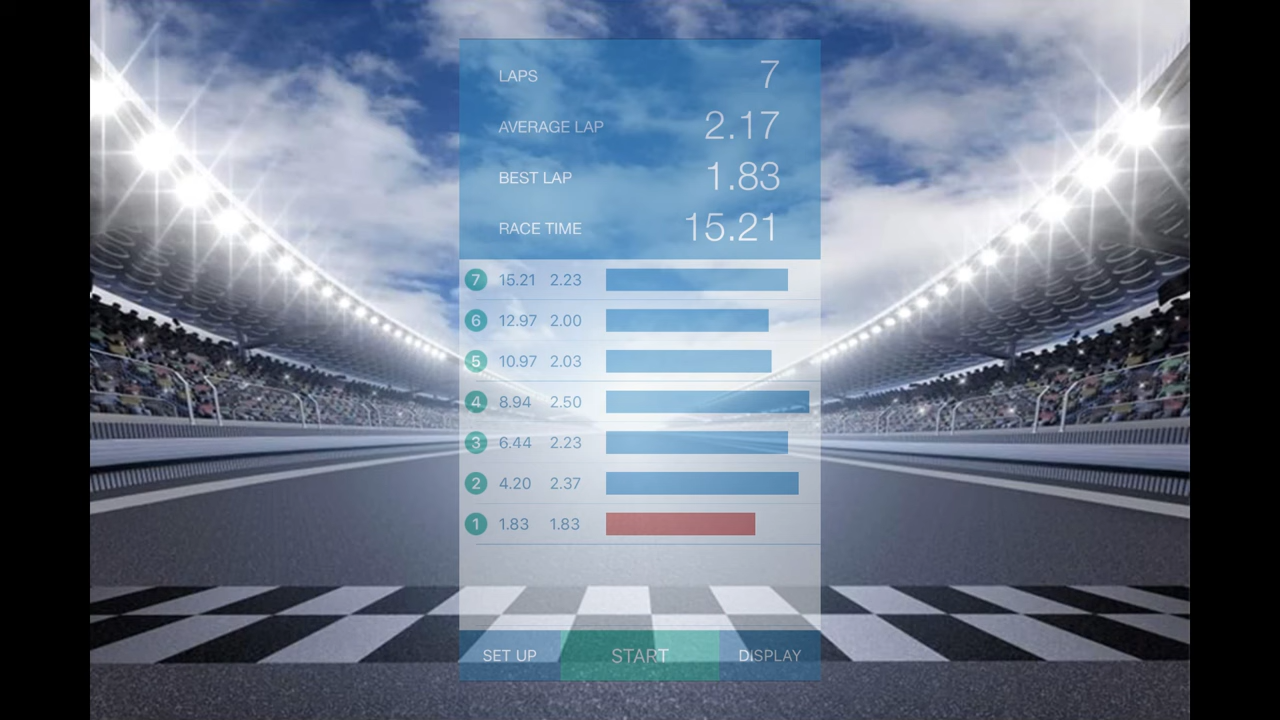 LAPS 7
AVERAGE LAP 2.17
BEST LAP 1.83
RACE TIME 15.21
7 15.21 2.23
6 12.97 2.00
5 10.97 2.03
4 8.94 2.50
3 6.44 2.23
2 4.20 2.37
1 1.83 1.83
SET UP START DISPLAY